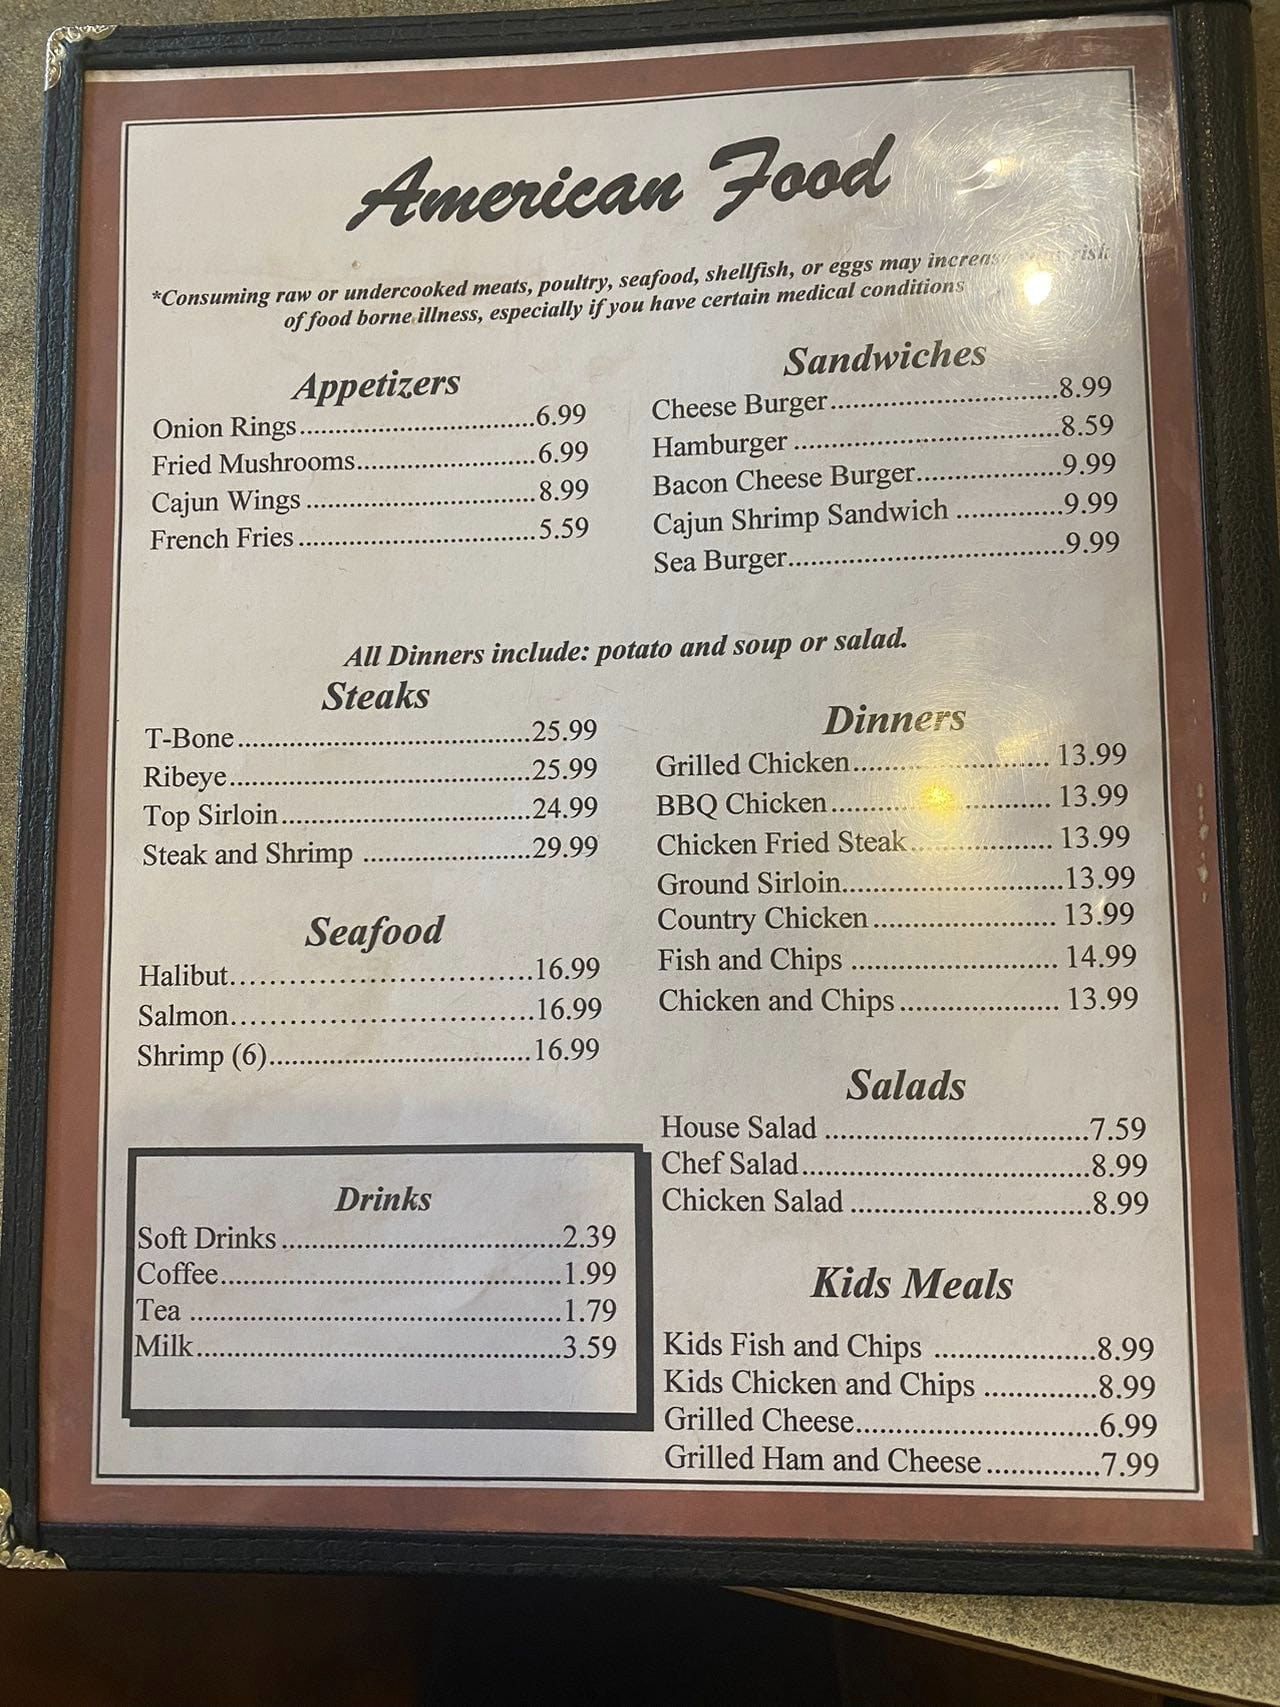 American Food
*Consuming raw or undercooked meats, poultry, seafood, shellfish, or eggs may increase your risk
of food borne illness, especially if you have certain medical conditions
Appetizers
Onion Rings..............................6.99
Fried Mushrooms.......................6.99
Cajun Wings..............................8.99
French Fries...............................5.59
Sandwiches
Cheese Burger.............................8.99
Hamburger..................................8.59
Bacon Cheese Burger...................9.99
Cajun Shrimp Sandwich..............9.99
Sea Burger...................................9.99
All Dinners include: potato and soup or salad.
Steaks
T-Bone......................................25.99
Ribeye.......................................25.99
Top Sirloin................................24.99
Steak and Shrimp......................29.99
Seafood
Halibut......................................16.99
Salmon......................................16.99
Shrimp (6).................................16.99
Dinners
Grilled Chicken......................... 13.99
BBQ Chicken............................ 13.99
Chicken Fried Steak.................. 13.99
Ground Sirloin............................13.99
Country Chicken........................ 13.99
Fish and Chips........................... 14.99
Chicken and Chips..................... 13.99
Salads
House Salad..................................7.59
Chef Salad....................................8.99
Chicken Salad...............................8.99
Drinks
Soft Drinks...................................2.39
Coffee...........................................1.99
Tea................................................1.79
Milk..............................................3.59
Kids Meals
Kids Fish and Chips.....................8.99
Kids Chicken and Chips..............8.99
Grilled Cheese..............................6.99
Grilled Ham and Cheese..............7.99